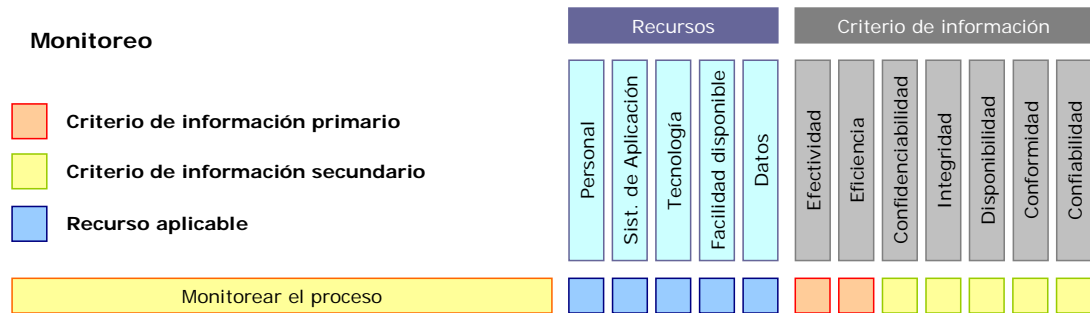 Recursos
Criterio de información
Monitoreo
Criterio de información primario
Criterio de información secundario
Recurso aplicable
Personal
Sist. de Aplicación
Tecnología
Facilidad disponible
Datos
Efectividad
Eficiencia
Confidenciabilidad
Integridad
Disponibilidad
Conformidad
Confiabilidad
Monitorear el proceso